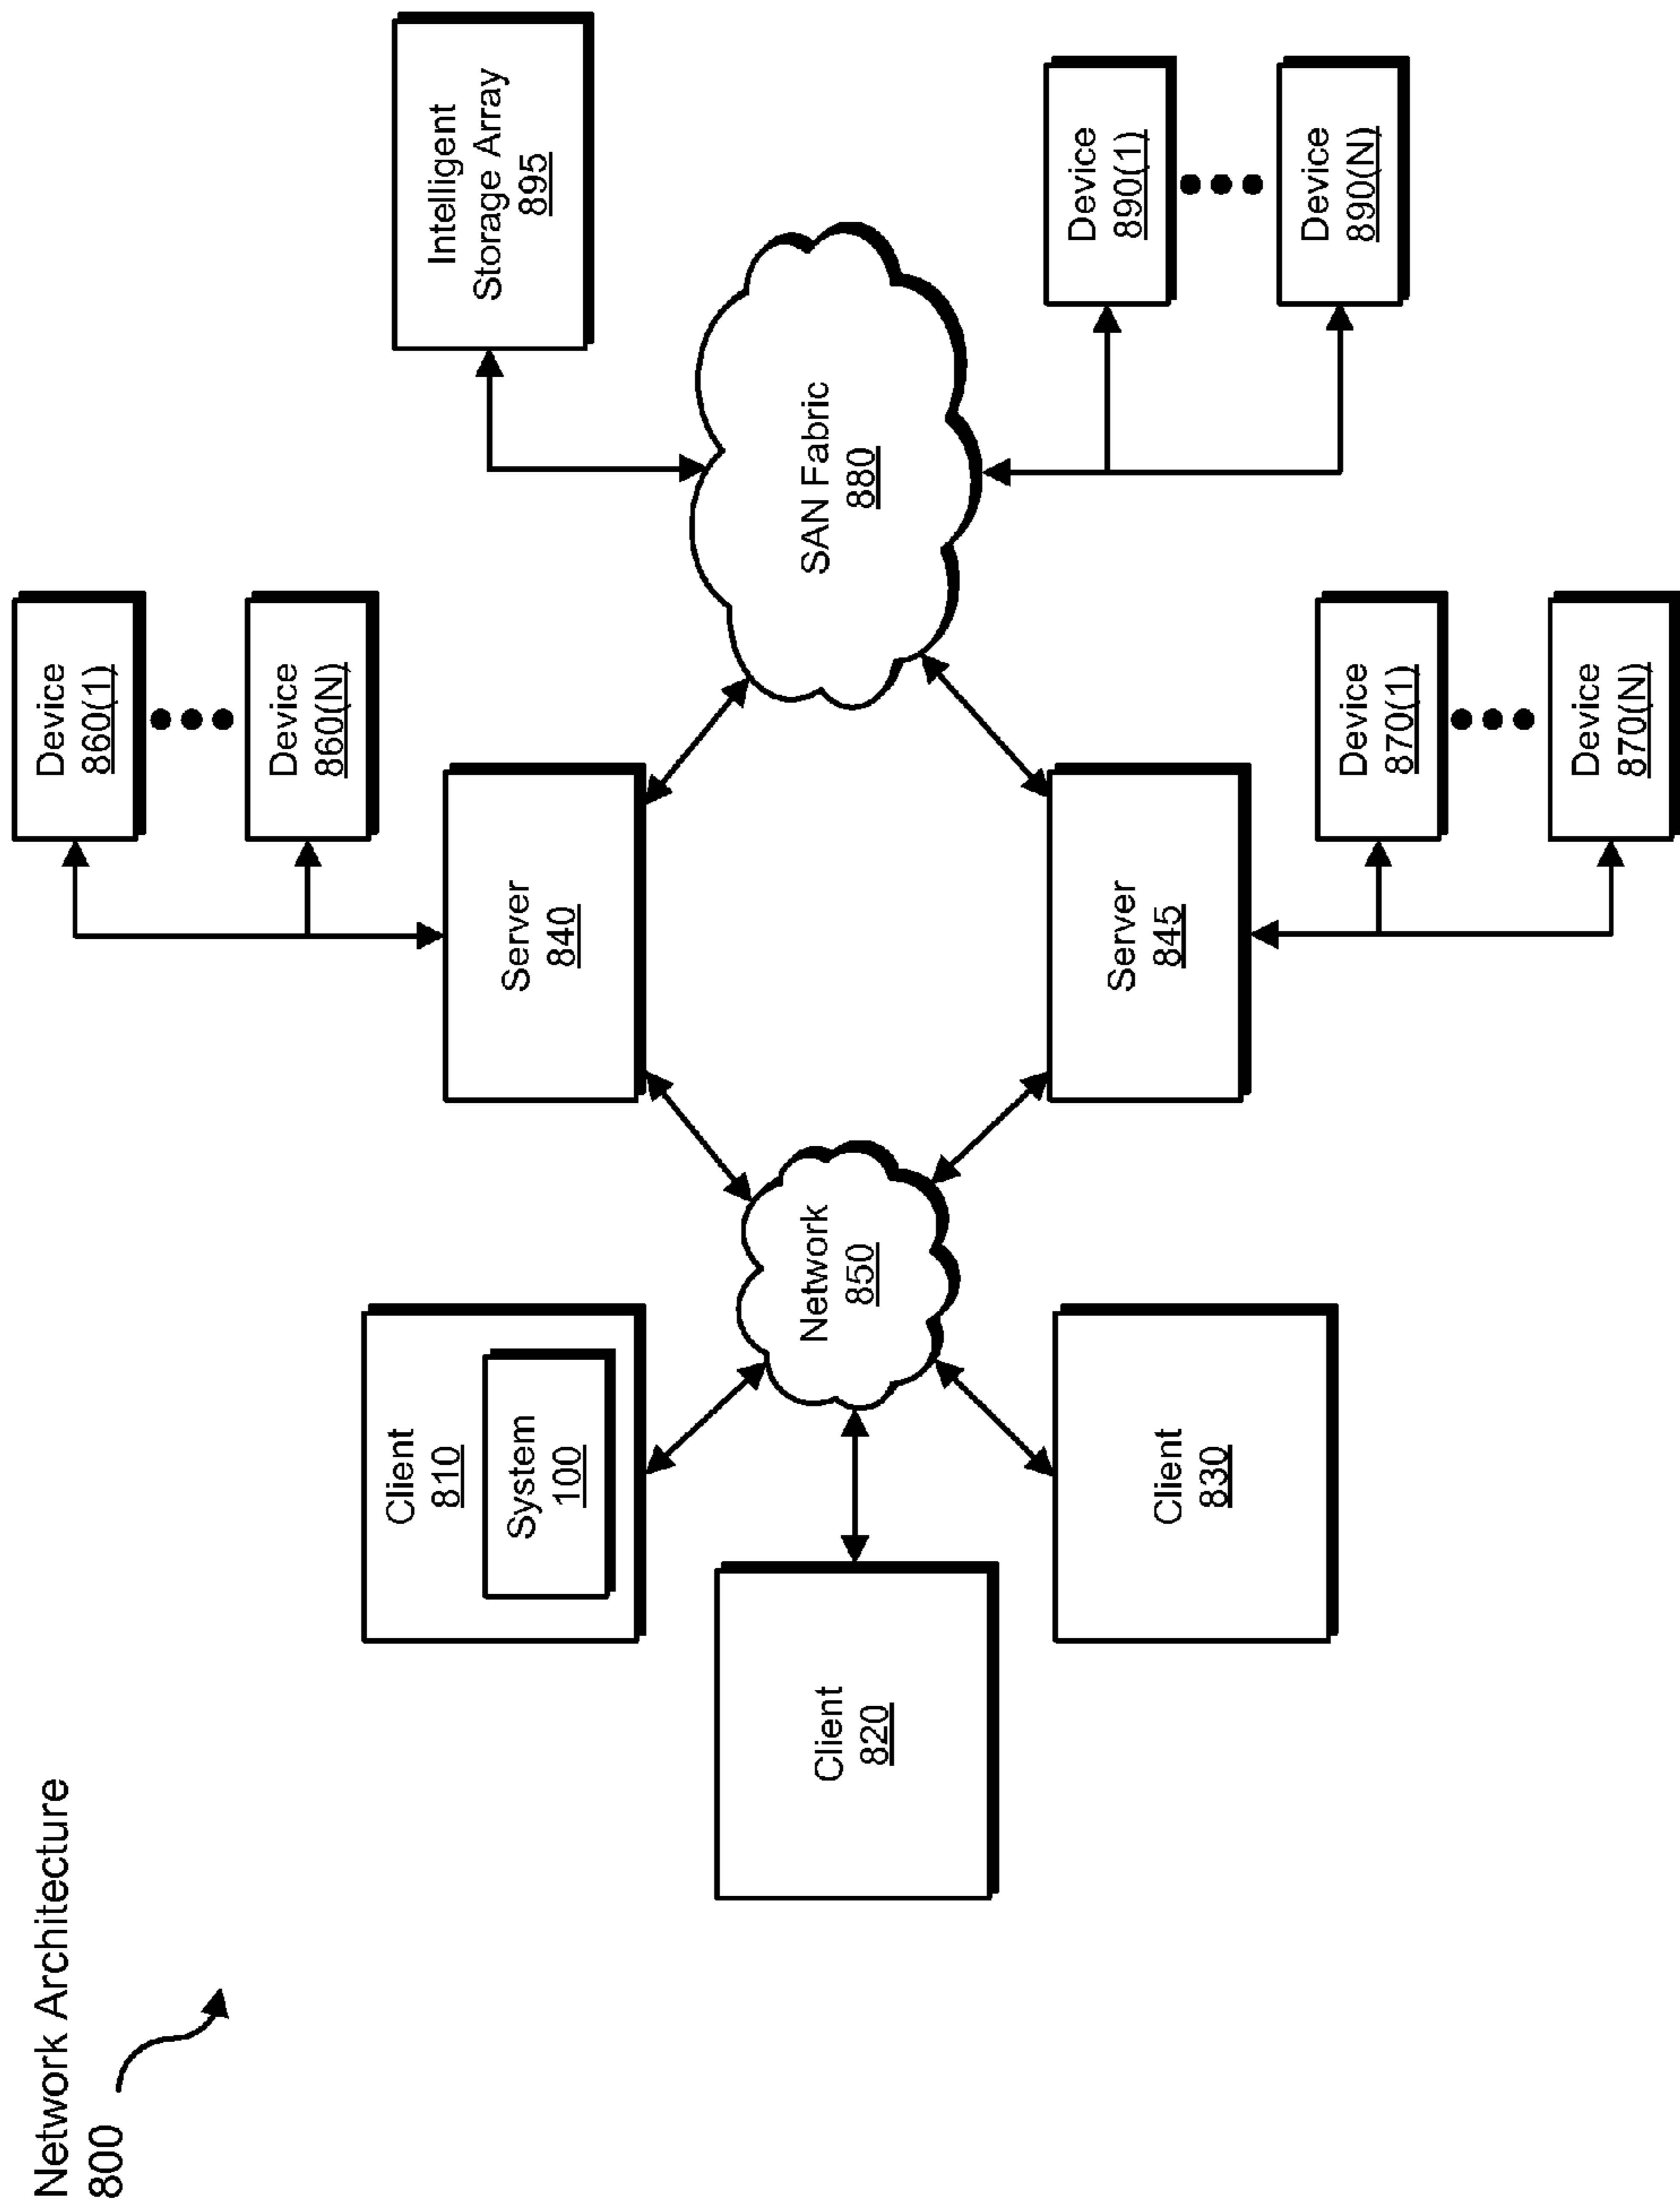 Network Architecture
800
Device
860(1)
Device
860(N)
Client
810
System
100
Server
840
Intelligent
Storage Array
895
Client
820
Network
850
SAN Fabric
880
Client
830
Server
845
Device
890(1)
Device
890(N)
Device
870(1)
Device
870(N)